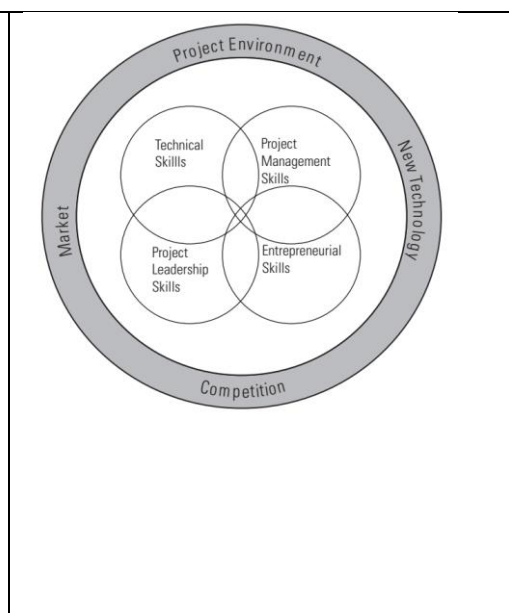 Project Environment
Technical
Skillls
Project
Management
Skills
New Technology
Market
Project
Leadership
Skills
Entrepreneurial
Skills
Competition